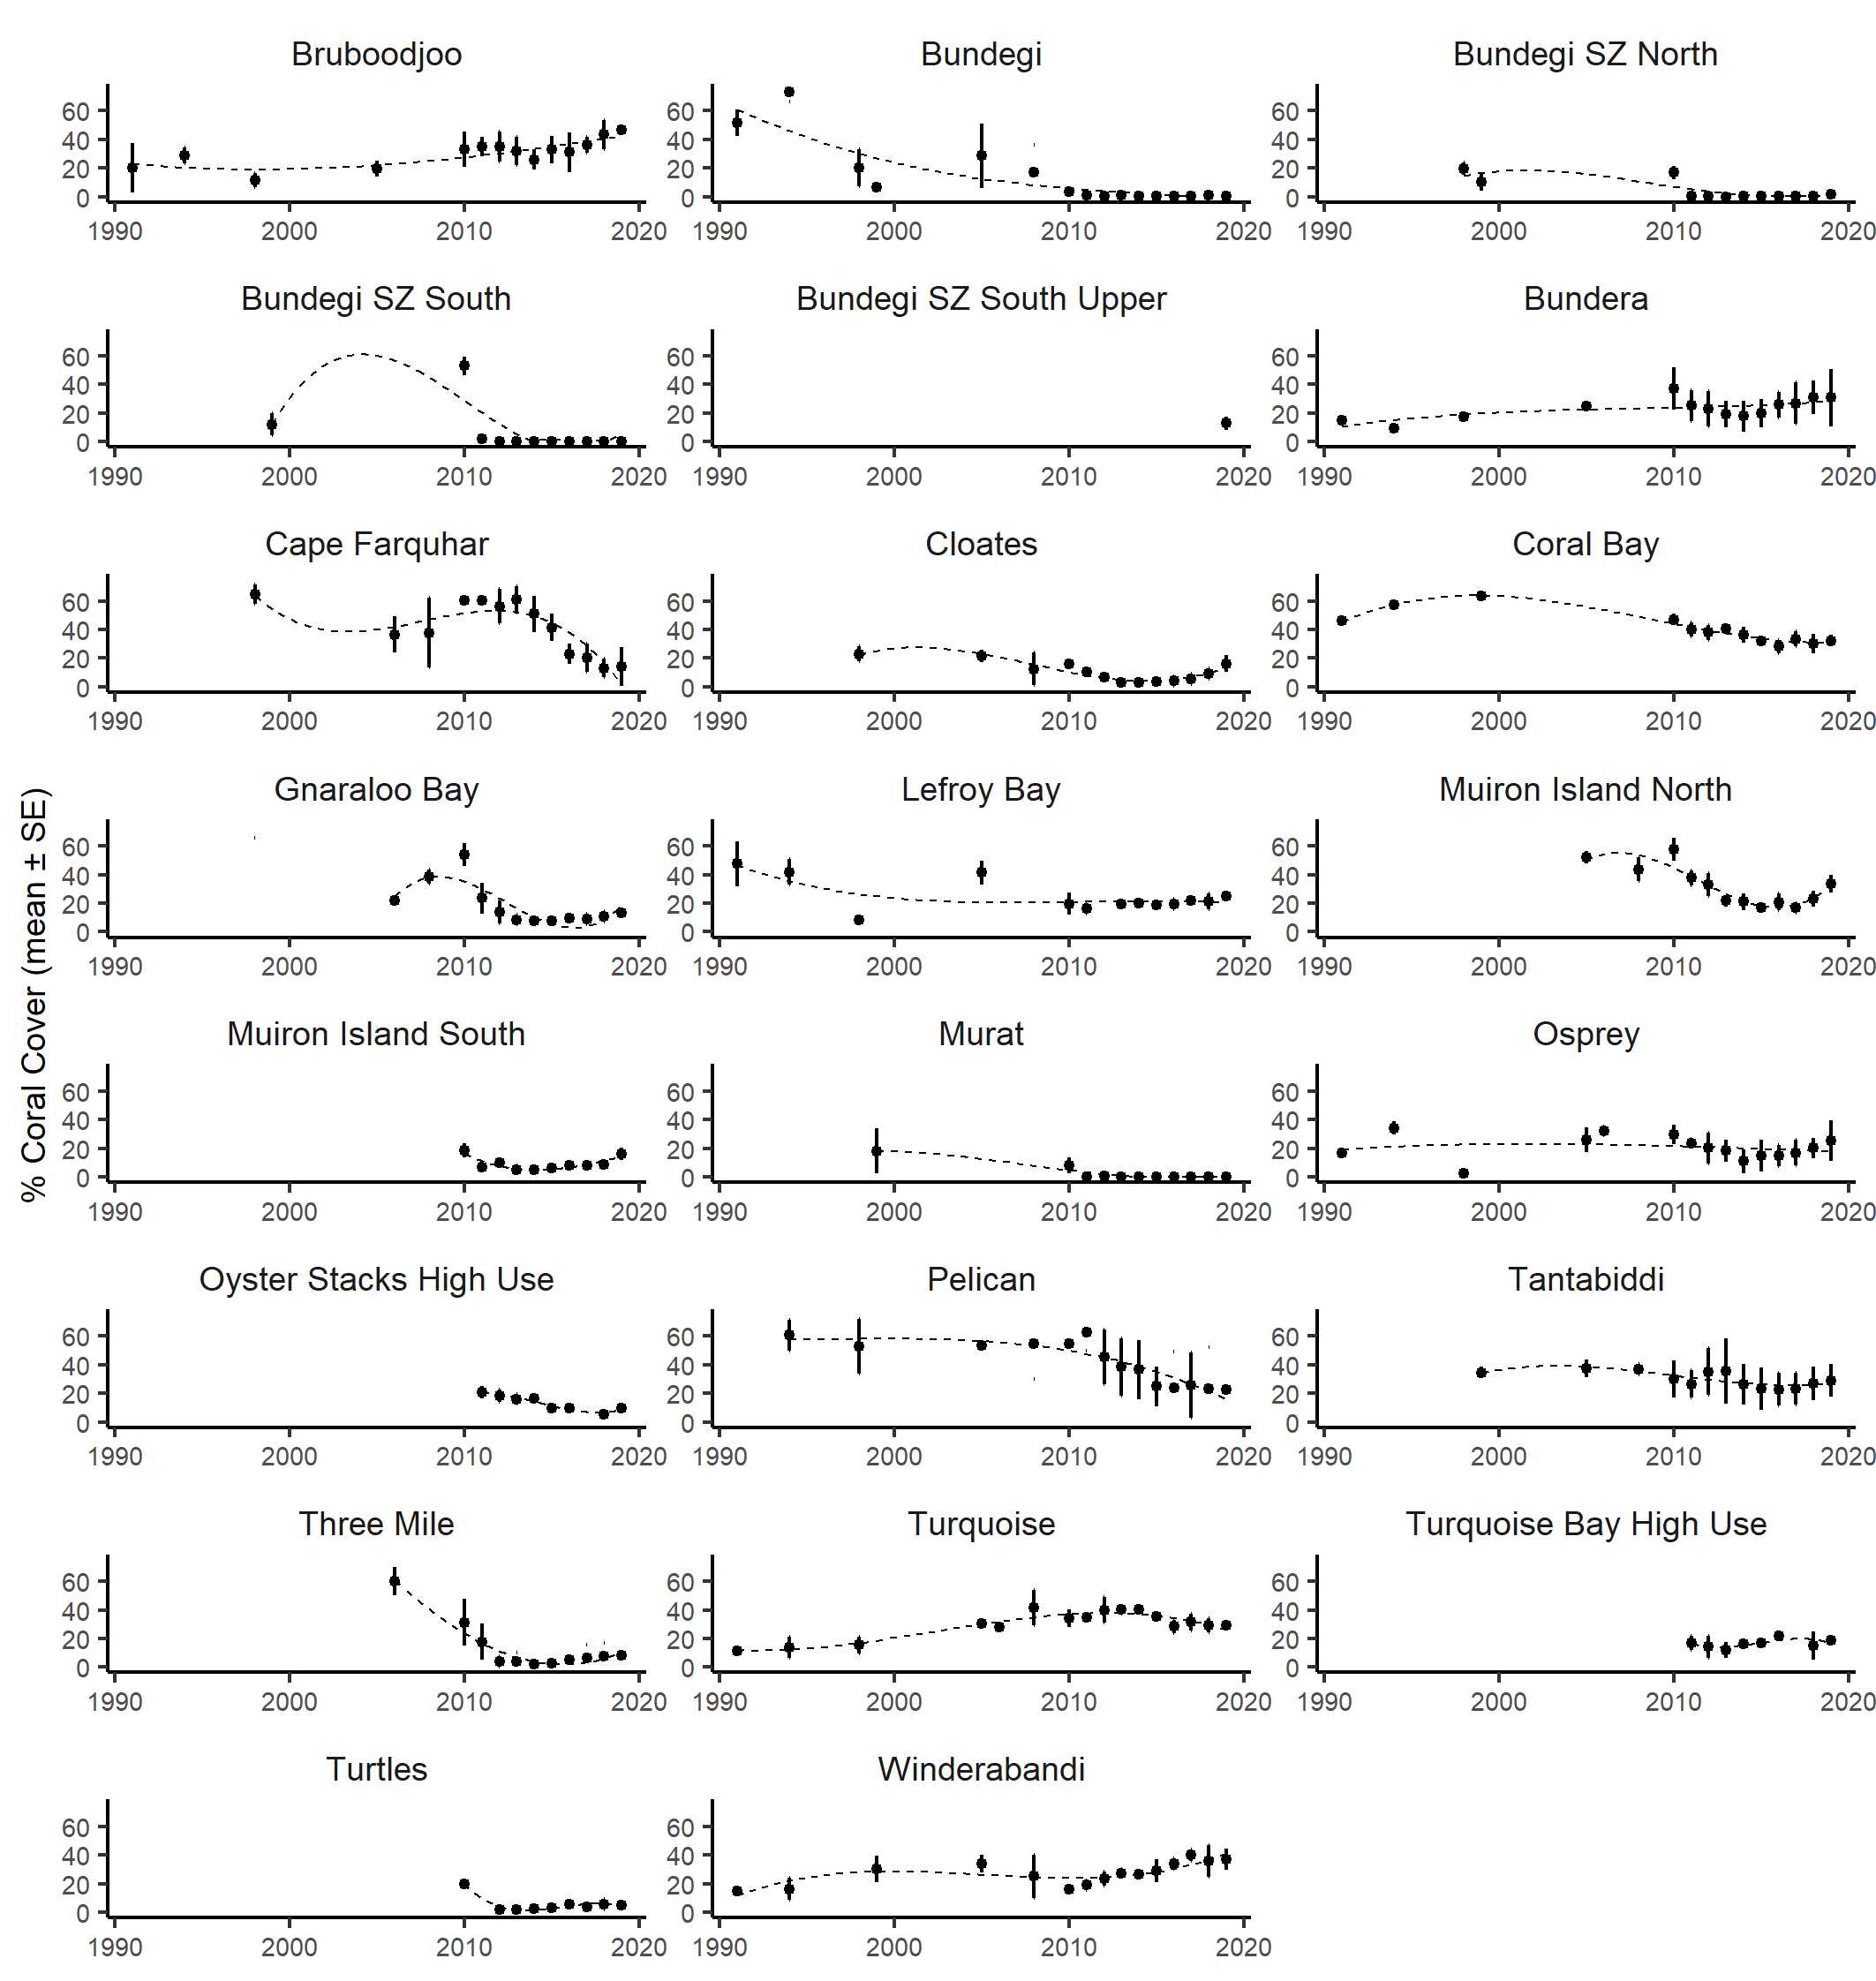 Bruboodjoo
Bundegi
Bundegi SZ North
60
40
20
0
1990 2000 2010 2020
60
40
20
0
1990 2000 2010 2020
60
40
20
0
1990 2000 2010 2020
Bundegi SZ South
Bundegi SZ South Upper
Bundera
60
40
20
0
1990 2000 2010 2020
60
40
20
0
1990 2000 2010 2020
60
40
20
0
1990 2000 2010 2020
Cape Farquhar
Cloates
Coral Bay
60
40
20
0
1990 2000 2010 2020
60
40
20
0
1990 2000 2010 2020
60
40
20
0
1990 2000 2010 2020
% Coral Cover (mean ± SE)
Gnaraloo Bay
Lefroy Bay
Muiron Island North
60
40
20
0
1990 2000 2010 2020
60
40
20
0
1990 2000 2010 2020
60
40
20
0
1990 2000 2010 2020
Muiron Island South
Murat
Osprey
60
40
20
0
1990 2000 2010 2020
60
40
20
0
1990 2000 2010 2020
60
40
20
0
1990 2000 2010 2020
Oyster Stacks High Use
Pelican
Tantabiddi
60
40
20
0
1990 2000 2010 2020
60
40
20
0
1990 2000 2010 2020
60
40
20
0
1990 2000 2010 2020
Three Mile
Turquoise
Turquoise Bay High Use
60
40
20
0
1990 2000 2010 2020
60
40
20
0
1990 2000 2010 2020
60
40
20
0
1990 2000 2010 2020
Turtles
Winderabandi
60
40
20
0
1990 2000 2010 2020
60
40
20
0
1990 2000 2010 2020